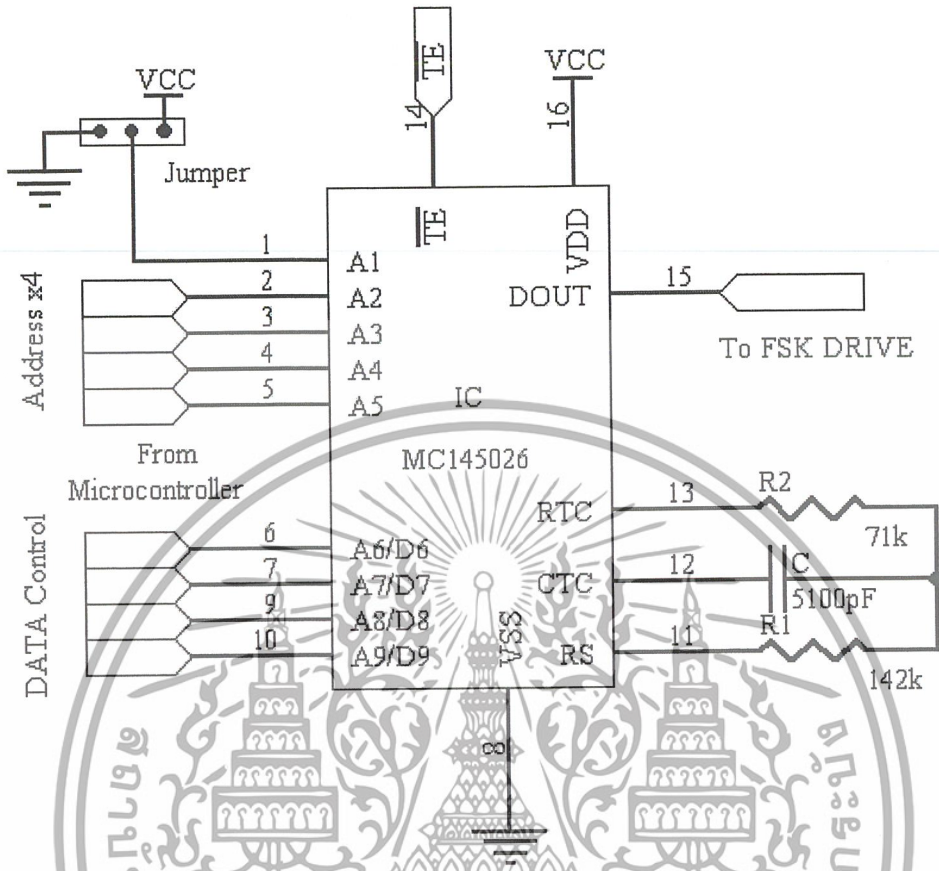 TE
VCC
VCC
14
16
Jumper
TE
VDD
1
A1
Address x4
2
A2
DOUT
15
3
A3
To FSK DRIVE
4
A4
5
A5
IC
From
Microcontroller
MC145026
DATA Control
RTC
13
R2
71k
6
A6/D6
7
A7/D7
CTC
12
C
5100pF
9
A8/D8
10
A9/D9
VSS
RS
11
R1
142k
8